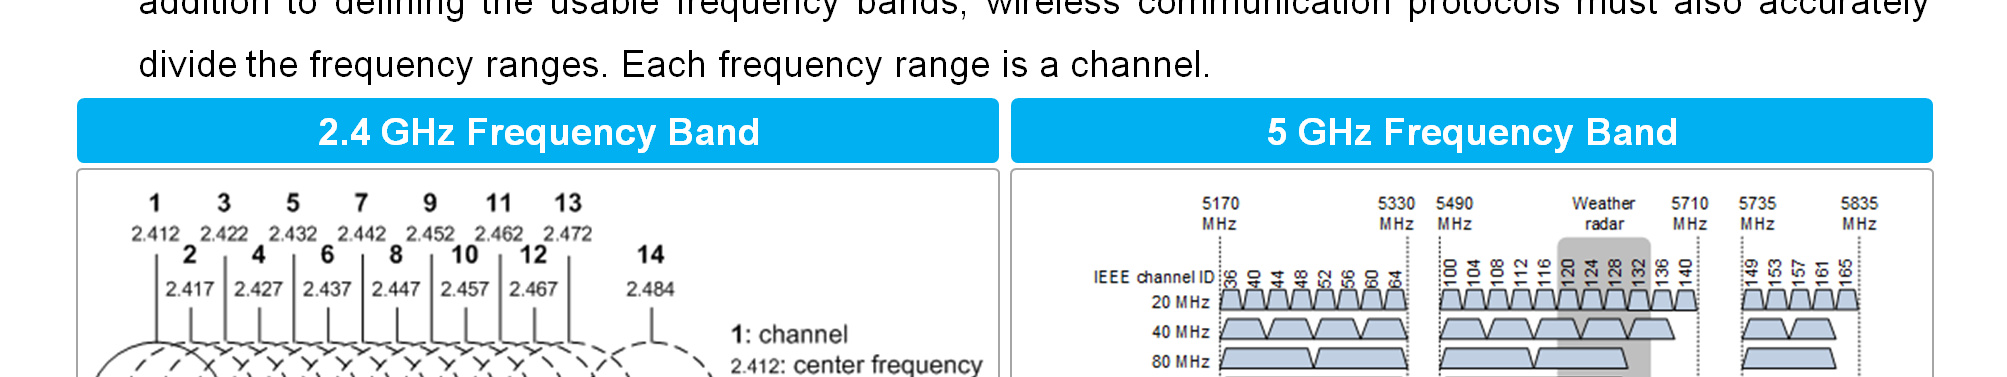 addition to defining the usable frequency bands, wireless communication protocols must also accurately
divide the frequency ranges. Each frequency range is a channel.
2.4 GHz Frequency Band
1 3 5 7 9 11 13
2.412 2.422 2.432 2.442 2.452 2.462 2.472
2 4 6 8 10 12 14
2.417 2.427 2.437 2.447 2.457 2.467 2.484
1: channel
2.412: center frequency
5 GHz Frequency Band
5170 5330 5490 Weather 5710 5735 5835
MHz MHz MHz radar MHz MHz MHz
IEEE channel ID 36 40 44 48 52 56 60 64 100 104 108 112 116 120 124 128 132 136 140 149 153 157 161 165
20 MHz
40 MHz
80 MHz